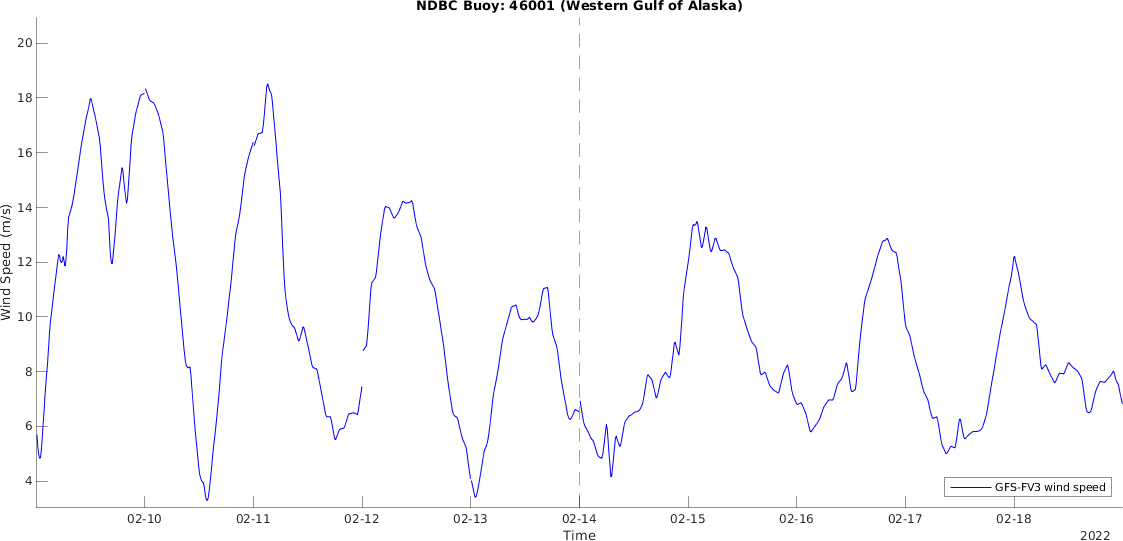 NDBC Buoy: 46001 (Western Gulf of Alaska)
Wind Speed (m/s)
20
18
16
14
12
10
8
6
4
GFS-FV3 wind speed
02-10 02-11 02-12 02-13 02-14 02-15 02-16 02-17 02-18
Time
2022